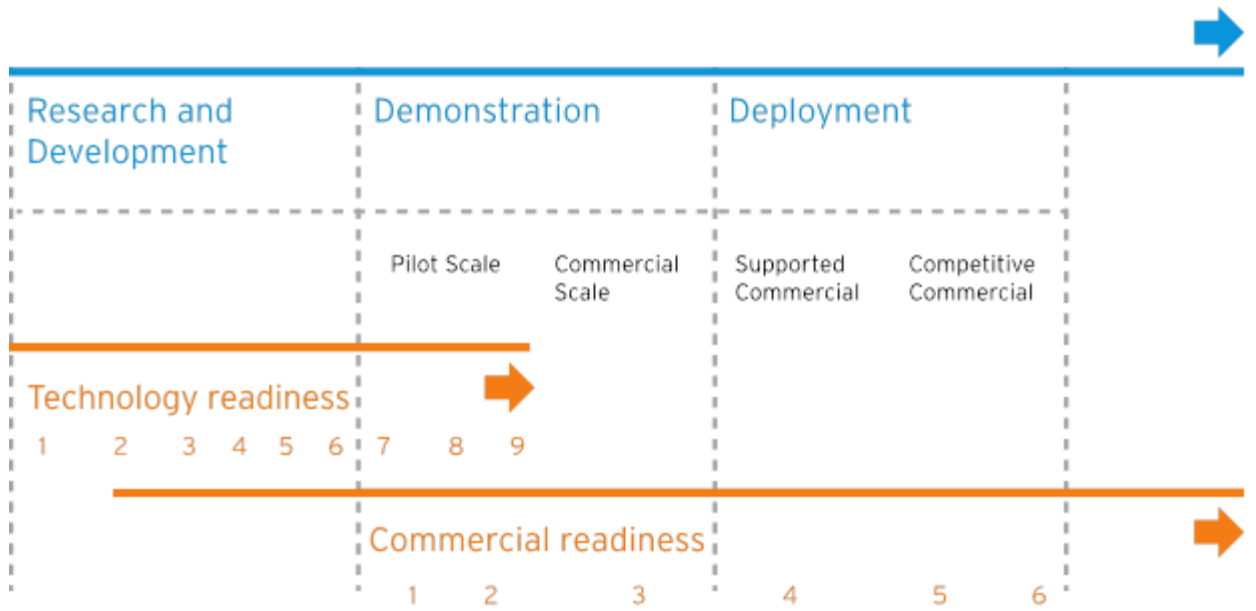 Research and
Development
Demonstration
Deployment
Pilot Scale
Commercial
Scale
Supported
Commercial
Competitive
Commercial
Technology readiness
1 2 3 4 5 6 7 8 9
Commercial readiness
1 2 3 4 5 6